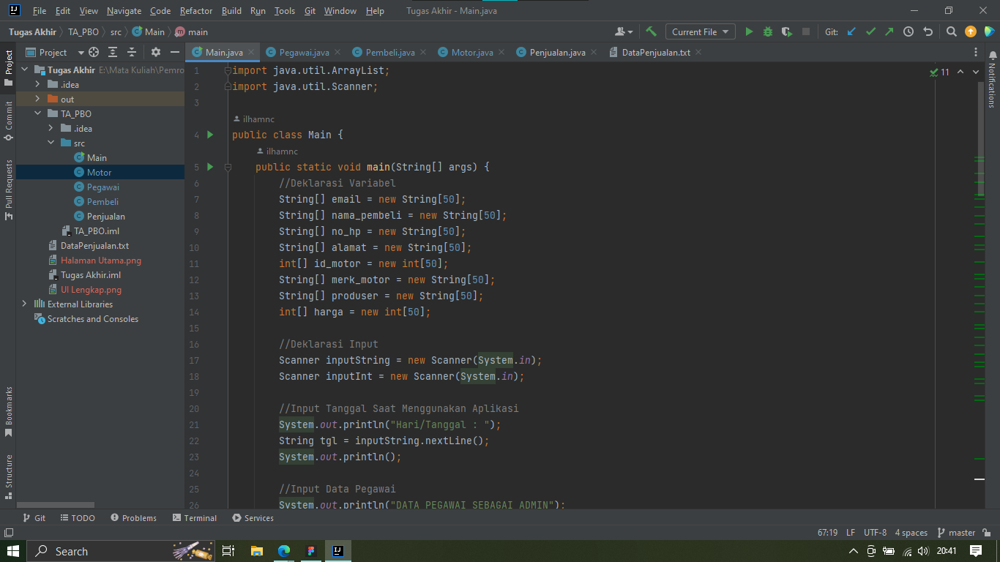 File Edit View Navigate Code Refactor Build Run Tools Git Window Help Tugas Akhir - Main.java
Tugas Akhir TA_PBO src Main main Current File Git:
Project Main.java Pegawai.java Pembeli.java Motor.java Penjualan.java DataPenjualan.txt
Project
Commit
Pull Requests
Bookmarks
Structure
Tugas Akhir E:\Mata Kuliah\Pemro
.idea
out
TA_PBO
.idea
src
Main
Motor
Pegawai
Pembeli
Penjualan
TA_PBO.iml
DataPenjualan.txt
Halaman Utama.png
Tugas Akhir.iml
UI Lengkap.png
External Libraries
Scratches and Consoles
1 import java.util.ArrayList;
2 import java.util.Scanner;
3
ilhamnc
4 public class Main {
ilhamnc
5 public static void main(String[] args) {
6 //Deklarasi Variabel
7 String[] email = new String[50];
8 String[] nama_pembeli = new String[50];
9 String[] no_hp = new String[50];
10 String[] alamat = new String[50];
11 int[] id_motor = new int[50];
12 String[] merk_motor = new String[50];
13 String[] produser = new String[50];
14 int[] harga = new int[50];
15
16 //Deklarasi Input
17 Scanner inputString = new Scanner(System.in);
18 Scanner inputInt = new Scanner(System.in);
19
20 //Input Tanggal Saat Menggunakan Aplikasi
21 System.out.println("Hari/Tanggal : ");
22 String tgl = inputString.nextLine();
23 System.out.println();
24
25 //Input Data Pegawai
26 System.out.println("DATA PEGAWAI SEBAGAI ADMIN");
11
Notifications
Git TODO Problems Terminal Services
67:19 LF UTF-8 4 spaces master
Search 20:41